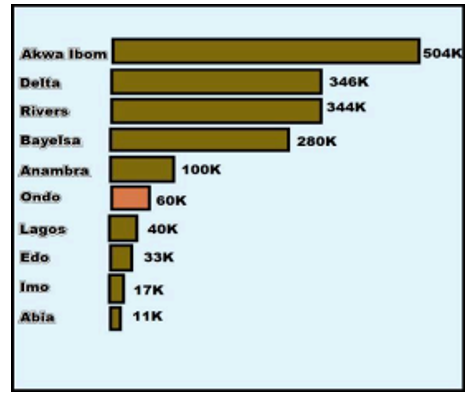 Akwa Ibom 504K
Delta 346K
Rivers 344K
Bayelsa 280K
Anambra 100K
Ondo 60K
Lagos 40K
Edo 33K
Imo 17K
Abia 11K